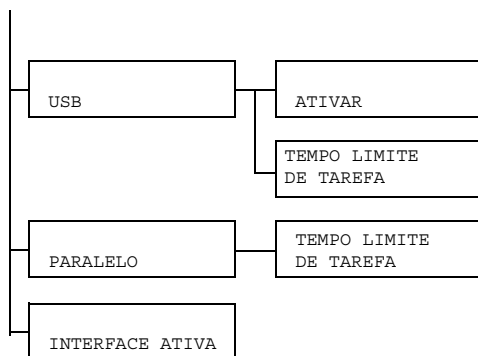 USB
ATIVAR
TEMPO LIMITE
DE TAREFA
PARALELO
TEMPO LIMITE
DE TAREFA
INTERFACE ATIVA